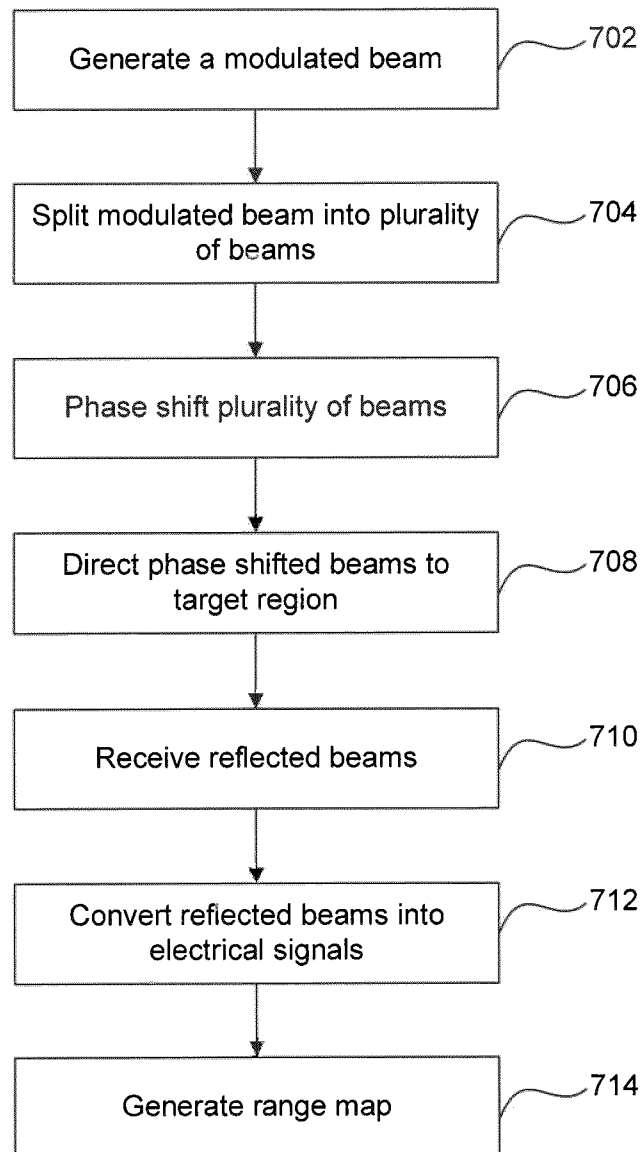 Generate a modulated beam
702
Split modulated beam into plurality
of beams
704
Phase shift plurality of beams
706
Direct phase shifted beams to
target region
708
Receive reflected beams
710
Convert reflected beams into
electrical signals
712
Generate range map
714